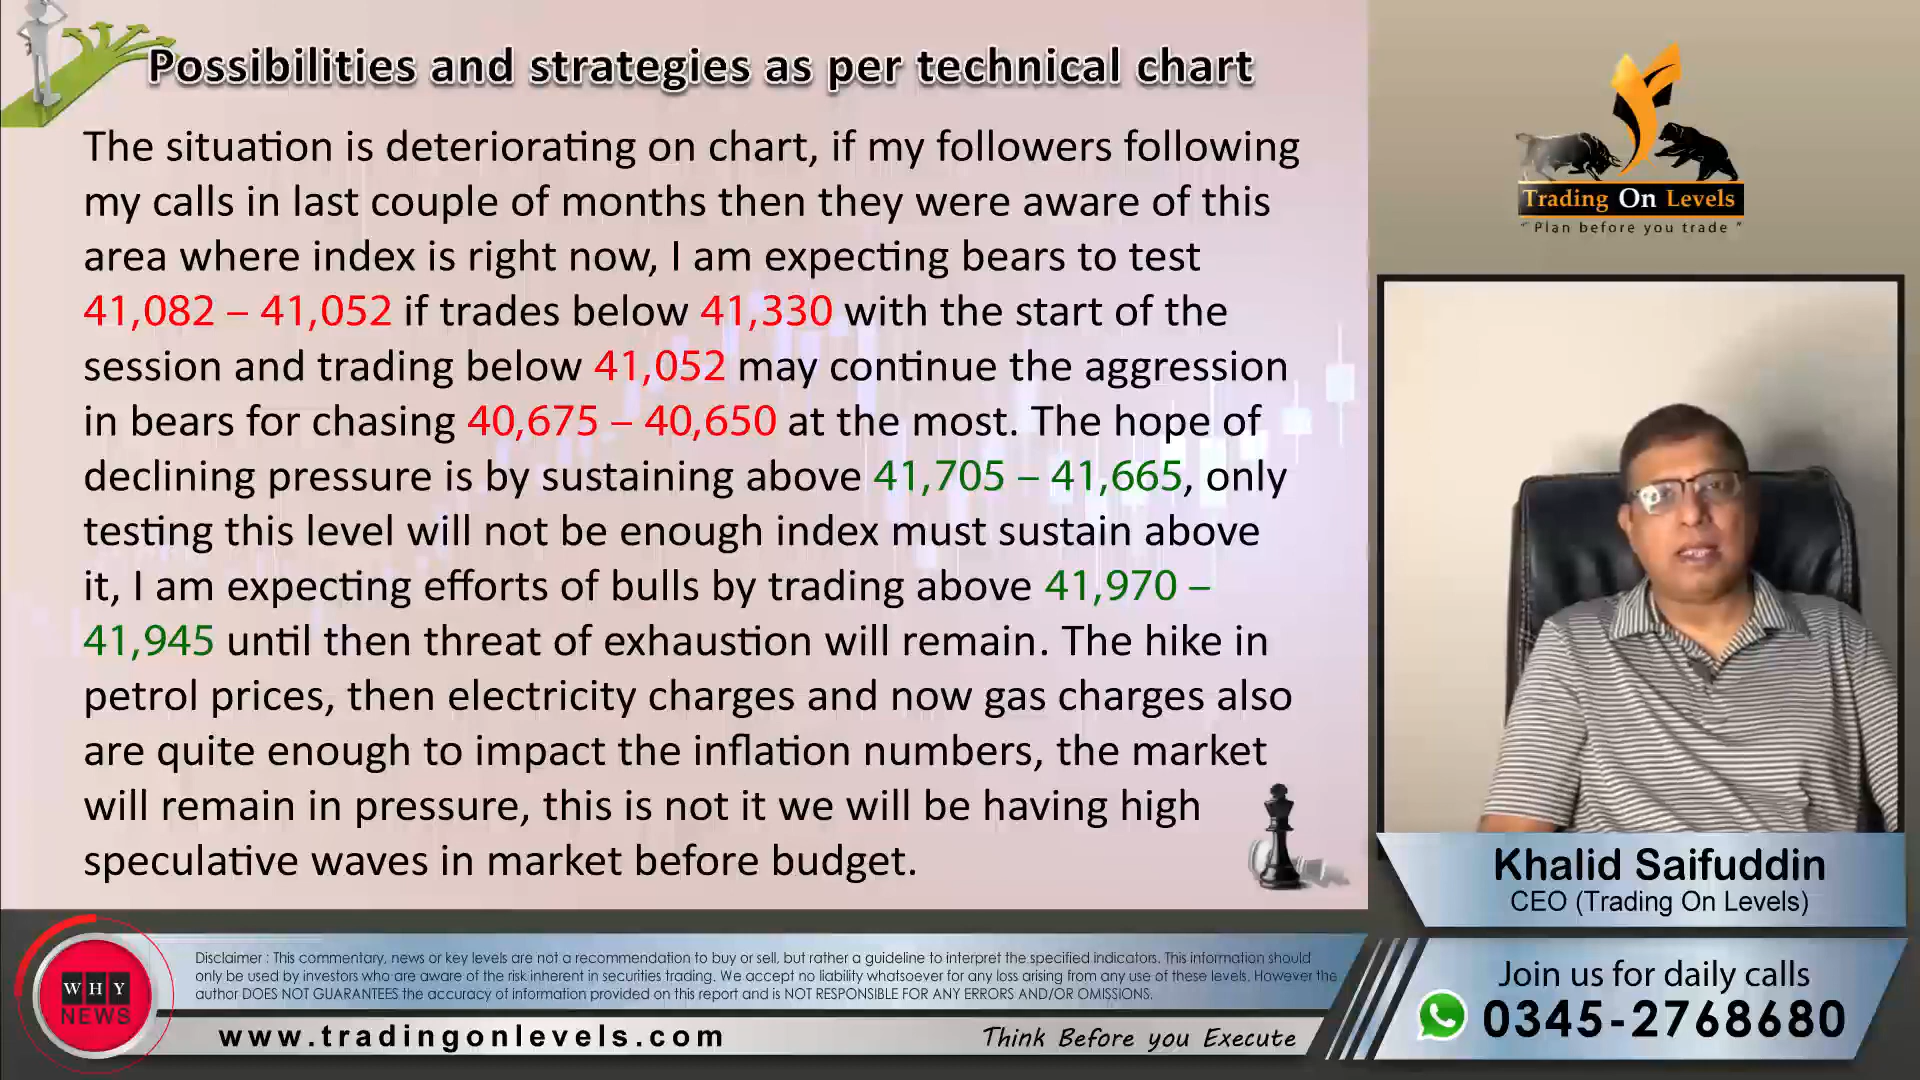 Possibilities and strategies as per technical chart
The situation is deteriorating on chart, if my followers following
my calls in last couple of months then they were aware of this
area where index is right now, I am expecting bears to test
41,082 – 41,052 if trades below 41,330 with the start of the
session and trading below 41,052 may continue the aggression
in bears for chasing 40,675 – 40,650 at the most. The hope of
declining pressure is by sustaining above 41,705 – 41,665, only
testing this level will not be enough index must sustain above
it, I am expecting efforts of bulls by trading above 41,970 –
41,945 until then threat of exhaustion will remain. The hike in
petrol prices, then electricity charges and now gas charges also
are quite enough to impact the inflation numbers, the market
will remain in pressure, this is not it we will be having high
speculative waves in market before budget.
Trading On Levels
" Plan before you trade "
Khalid Saifuddin
CEO (Trading On Levels)
Join us for daily calls
0345-2768680
WHY
NEWS
Disclaimer : This commentary, news or key levels are not a recommendation to buy or sell, but rather a guideline to interpret the specified indicators. This information should
only be used by investors who are aware of the risk inherent in securities trading. We accept no liability whatsoever for any loss arising from any use of these levels. However the
author DOES NOT GUARANTEES the accuracy of information provided on this report and is NOT RESPONSIBLE FOR ANY ERRORS AND/OR OMISSIONS.
www.tradingonlevels.com
Think Before you Execute